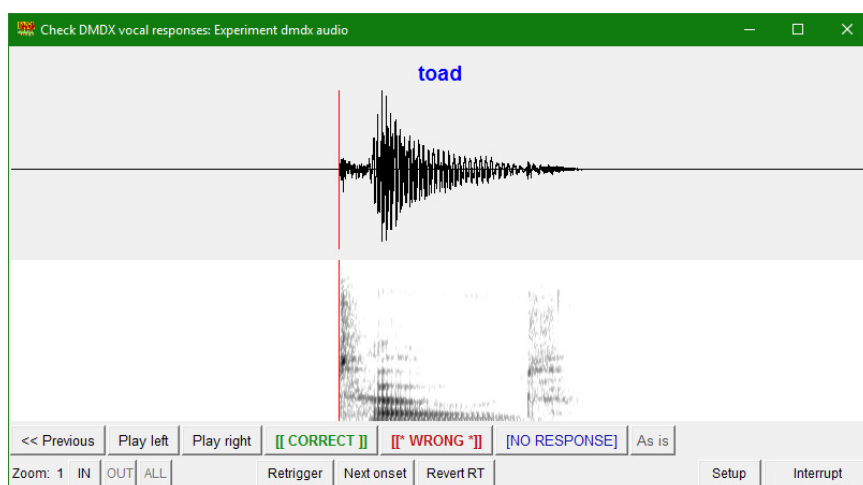 Check DMDX vocal responses: Experiment dmdx audio
toad
<< Previous Play left Play right [[ CORRECT ]] [[* WRONG *]] [NO RESPONSE] As is
Zoom: 1 IN OUT ALL Retrigger Next onset Revert RT Setup Interrupt